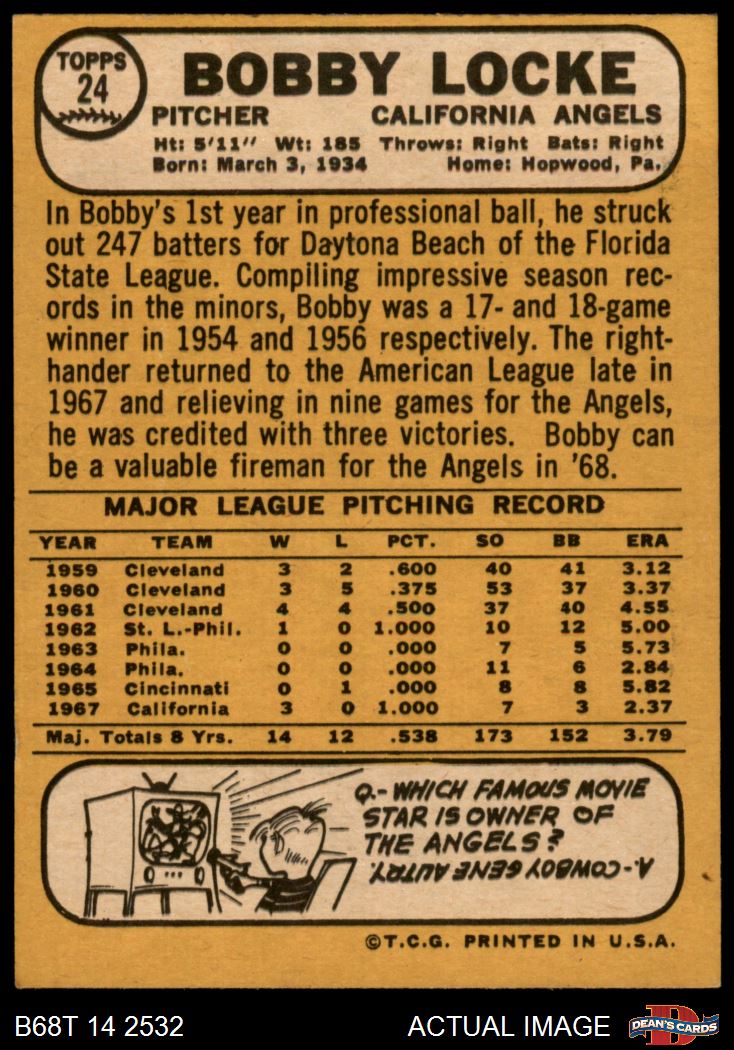 TOPPS
24
BOBBY LOCKE
PITCHER CALIFORNIA ANGELS
Ht: 5'11" Wt: 185 Throws: Right Bats: Right
Born: March 3, 1934 Home: Hopwood, Pa.
In Bobby's 1st year in professional ball, he struck
out 247 batters for Daytona Beach of the Florida
State League. Compiling impressive season rec-
ords in the minors, Bobby was a 17- and 18-game
winner in 1954 and 1956 respectively. The right-
hander returned to the American League late in
1967 and relieving in nine games for the Angels,
he was credited with three victories. Bobby can
be a valuable fireman for the Angels in '68.
MAJOR LEAGUE PITCHING RECORD
YEAR TEAM W L PCT. SO BB ERA
1959 Cleveland 3 2 .600 40 41 3.12
1960 Cleveland 3 5 .375 53 37 3.37
1961 Cleveland 4 4 .500 37 40 4.55
1962 St. L.-Phil. 1 0 1.000 10 12 5.00
1963 Phila. 0 0 .000 7 5 5.73
1964 Phila. 0 0 .000 11 6 2.84
1965 Cincinnati 0 1 .000 8 8 5.82
1967 California 3 0 1.000 7 3 2.37
Maj. Totals 8 Yrs. 14 12 .538 173 152 3.79
Q.- WHICH FAMOUS MOVIE
STAR IS OWNER OF
THE ANGELS?
A.- COWBOY GENE AUTRY.
©T.C.G. PRINTED IN U.S.A.
B68T 14 2532 ACTUAL IMAGE
D
DEAN'S CARDS